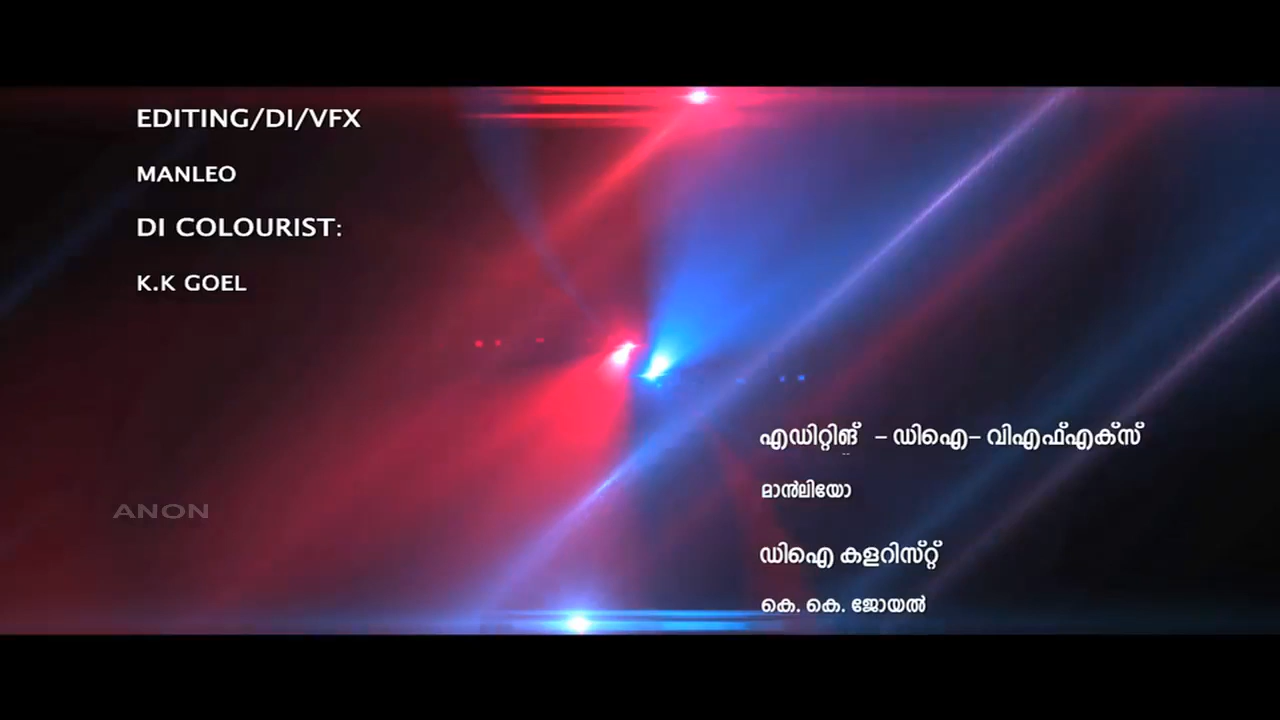 EDITING/DI/VFX
MANLEO
DI COLOURIST:
K.K GOEL
ANON
എഡിറ്റിങ് - ഡിഐ- വിഎഫ്എക്സ്
മാൻലിയോ
ഡിഐ കളറിസ്റ്റ്
കെ. കെ. ജോയൽ